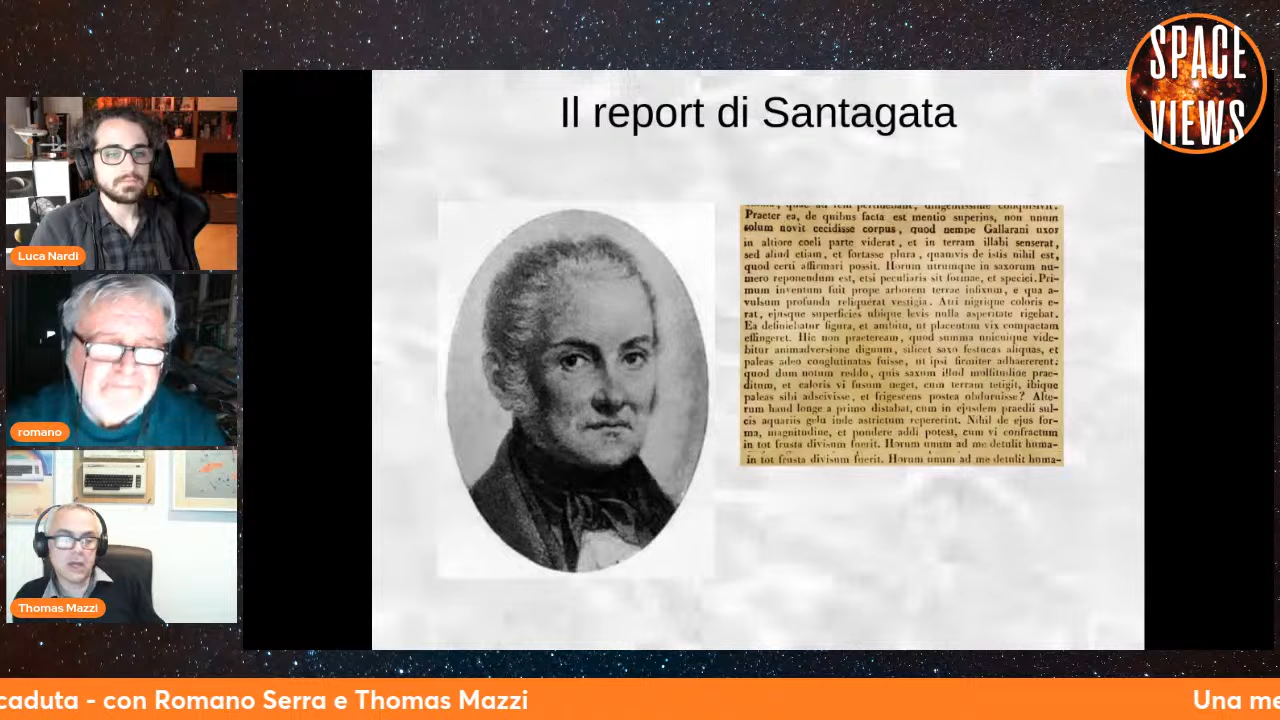 SPACE
VIEWS
Il report di Santagata
Luca Nardi
romano
Thomas Mazzi
Praeter ea, de quibus facta est mentio superius, non unum
solum novit cecidisse corpus, quod nempe Gallarani uxor
in altiore coeli parte viderat, et in terram illabi senserat,
sed aliud etiam, et fortasse plura, quamvis de istis nihil est,
quod certi affirmari possit. Horum utrumque in saxorum nu-
mero reponendum est, etsi peculiaris sit formae, et speciei. Pri-
mum inventum fuit prope arborem terrae infixum, e qua a-
vulsum profunda reliquerat vestigia. Atri nigrique coloris e-
rat, ejusque superficies ubique levis nulla asperitate rigebat.
Ea definiebatur figura, et ambitu, ut placentam vix compactam
effingeret. Hic non praeteream, quod summa unicuique vide-
bitur animadversione dignum, silicet saxo festucas aliquas, et
paleas adeo conglutinatas fuisse, ut ipsi firmiter adhaererent;
quod dum notum reddo, quis saxum illud mollitudine prae-
ditum, et caloris vi fusum neget, cum terram tetigit, ibique
paleas sibi adscivisse, et frigescens postea obduruisse? Alte-
rum haud longe a primo distabat, cum in ejusdem praedii sul-
cis aquariis gelu inde astrictum repererint. Nihil de ejus for-
ma, magnitudine, et pondere addi potest, cum vi confractum
in tot frusta divisum fuerit. Horum unum ad me detulit huma-
in tot frusta divisum fuerit. Horum unum ad me detulit huma-
caduta - con Romano Serra e Thomas Mazzi
Una me